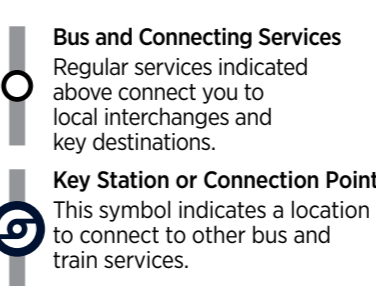 Bus and Connecting Services
Regular services indicated
above connect you to
local interchanges and
key destinations.
Key Station or Connection Point
This symbol indicates a location
to connect to other bus and
train services.